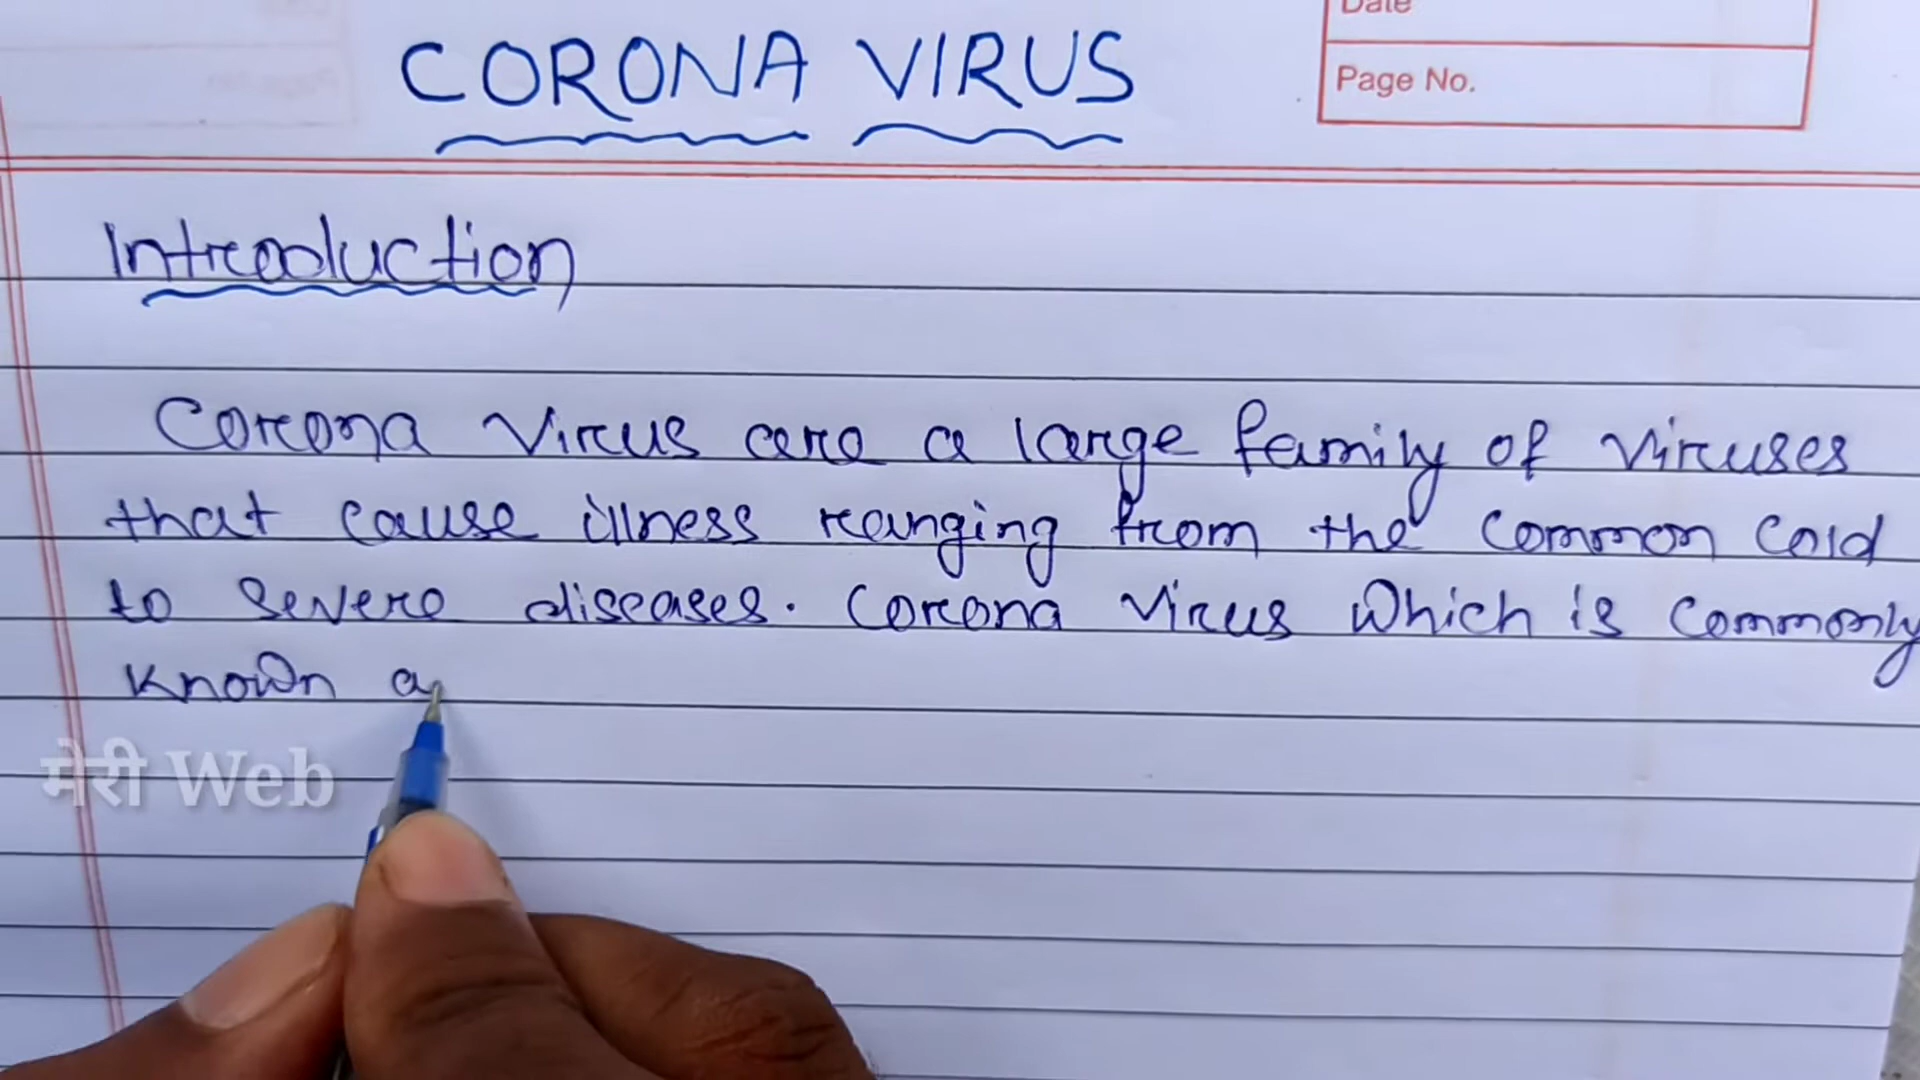 Date
Page No.
CORONA VIRUS
Introduction
Corona Virus are a large family of Viruses
that cause illness ranging from the common cold
to severe diseases. Corona Virus which is commonly
known a
मेरी Web